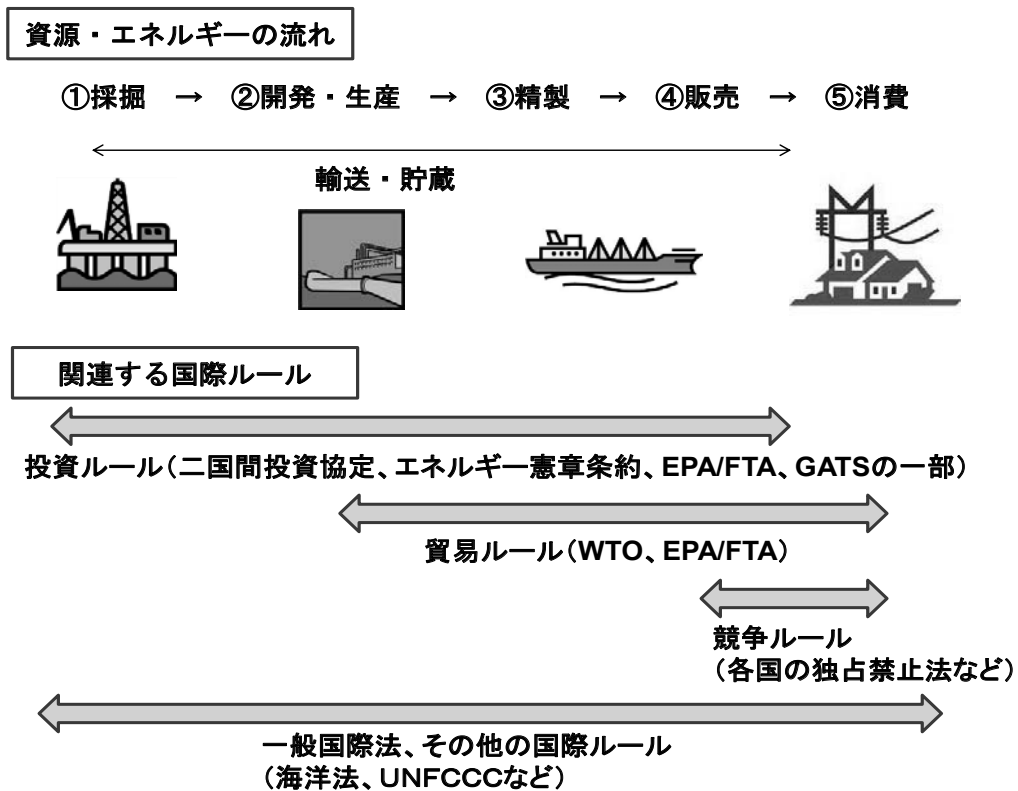 資源・エネルギーの流れ
①採掘 → ②開発・生産 → ③精製 → ④販売 → ⑤消費
輸送・貯蔵
関連する国際ルール
投資ルール（二国間投資協定、エネルギー憲章条約、EPA/FTA、GATSの一部）
貿易ルール（WTO、EPA/FTA）
競争ルール
（各国の独占禁止法など）
一般国際法、その他の国際ルール
（海洋法、UNFCCCなど）